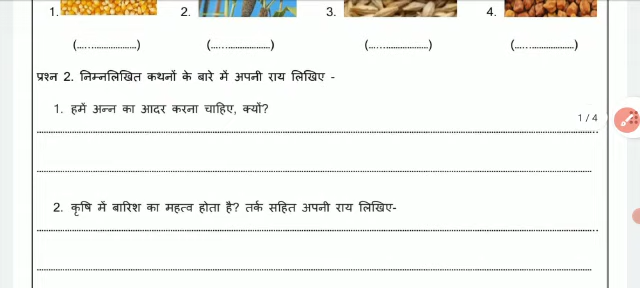 1. 2. 3. 4.
(........................) (........................) (........................) (........................)
प्रश्न 2. निम्नलिखित कथनों के बारे में अपनी राय लिखिए -
1. हमें अन्न का आदर करना चाहिए, क्यों?
1 / 4
2. कृषि में बारिश का महत्व होता है? तर्क सहित अपनी राय लिखिए-